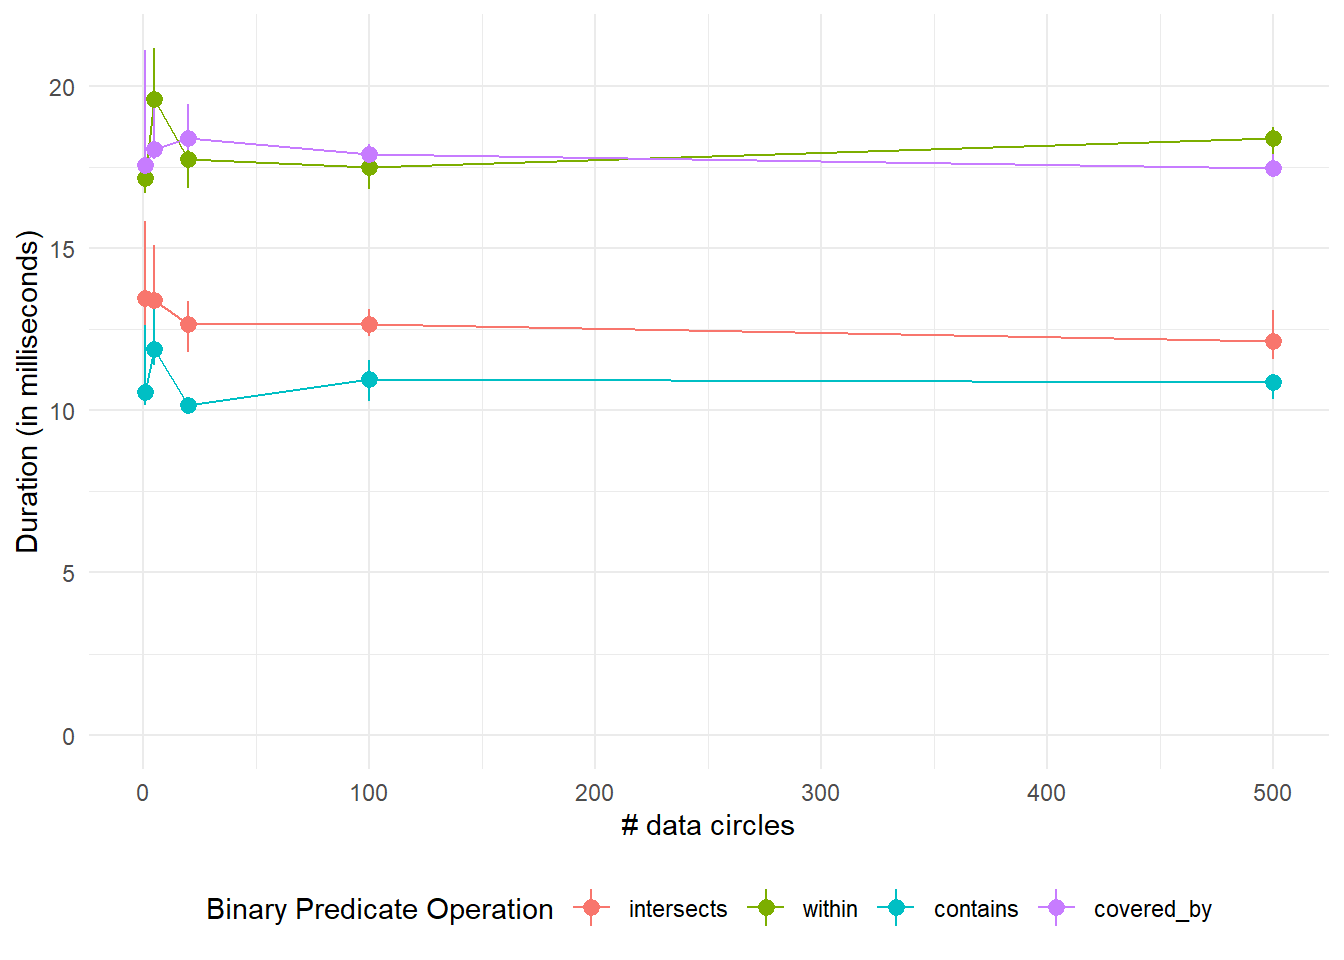 20
15
10
5
0
Duration (in milliseconds)
0 100 200 300 400 500
# data circles
Binary Predicate Operation intersects within contains covered_by